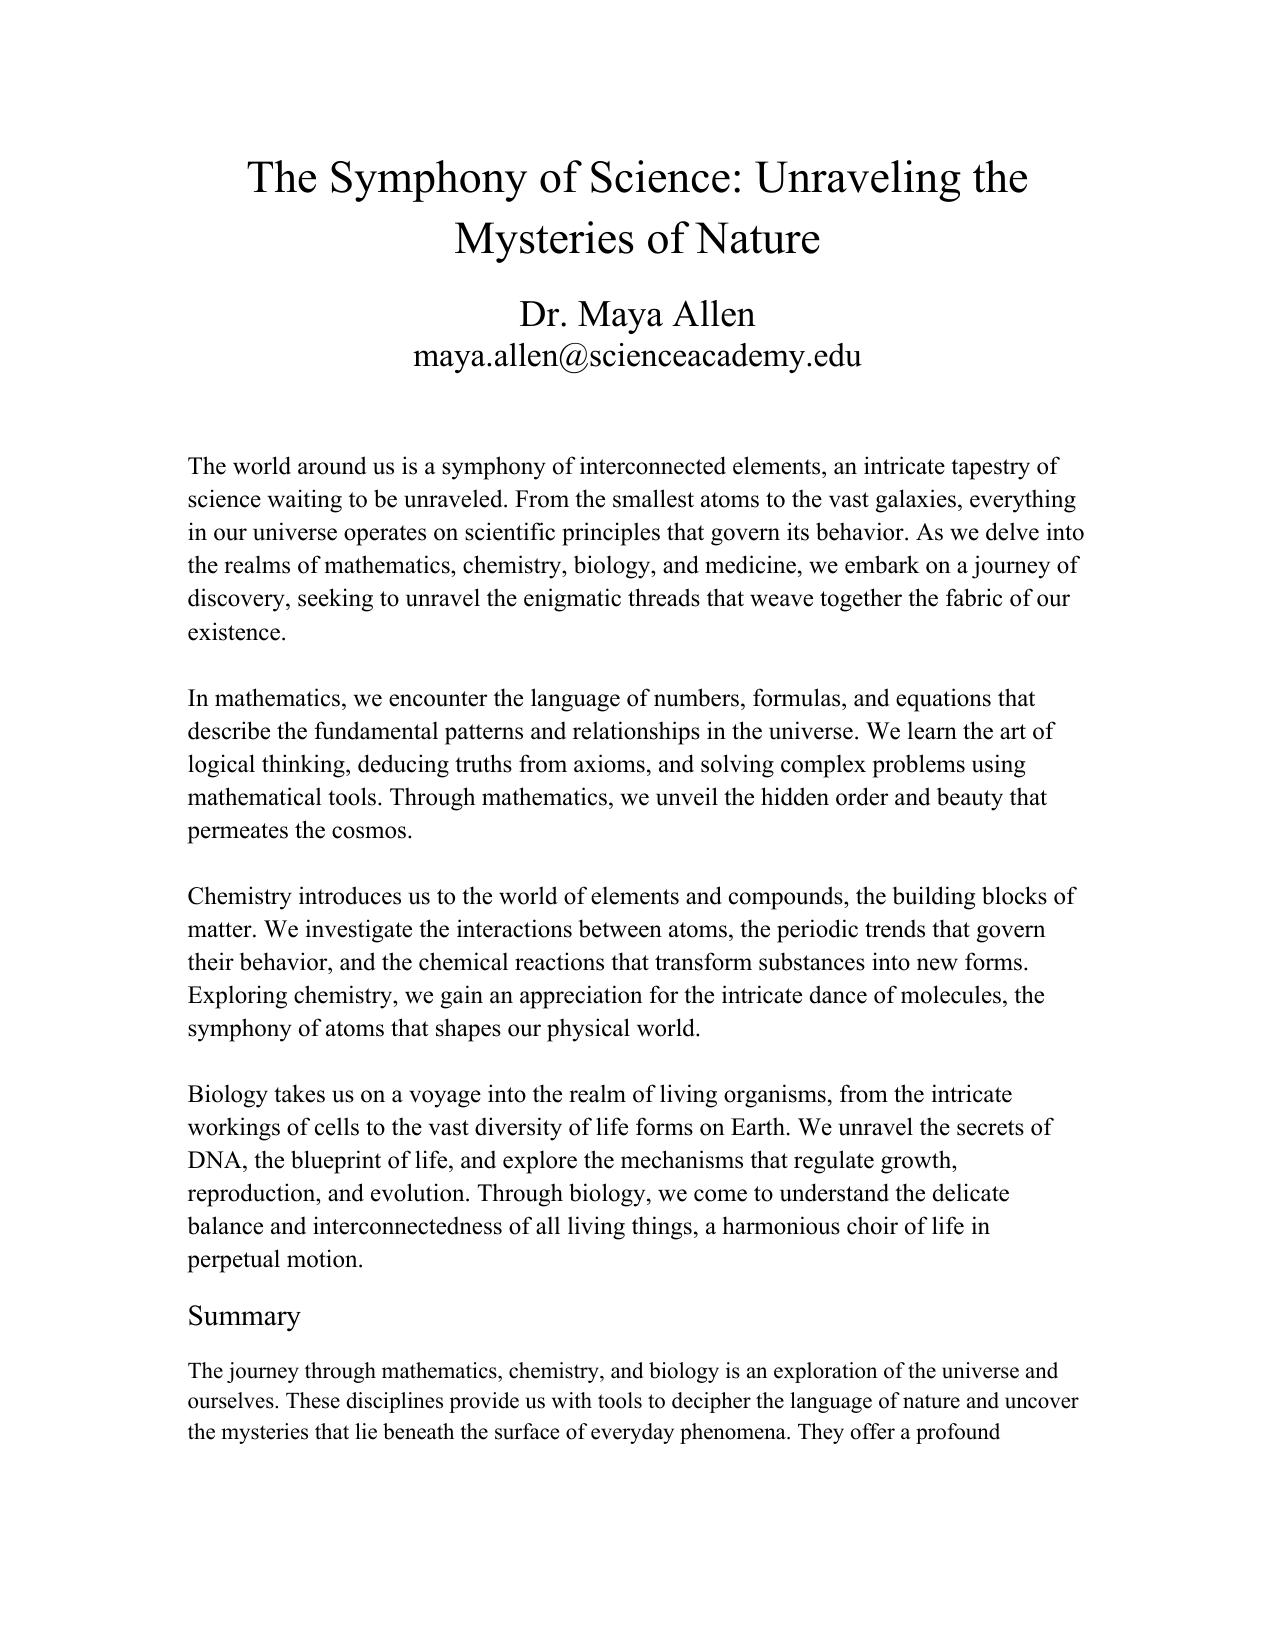 The Symphony of Science: Unraveling the
Mysteries of Nature
Dr. Maya Allen
maya.allen@scienceacademy.edu
The world around us is a symphony of interconnected elements, an intricate tapestry of
science waiting to be unraveled. From the smallest atoms to the vast galaxies, everything
in our universe operates on scientific principles that govern its behavior. As we delve into
the realms of mathematics, chemistry, biology, and medicine, we embark on a journey of
discovery, seeking to unravel the enigmatic threads that weave together the fabric of our
existence.
In mathematics, we encounter the language of numbers, formulas, and equations that
describe the fundamental patterns and relationships in the universe. We learn the art of
logical thinking, deducing truths from axioms, and solving complex problems using
mathematical tools. Through mathematics, we unveil the hidden order and beauty that
permeates the cosmos.
Chemistry introduces us to the world of elements and compounds, the building blocks of
matter. We investigate the interactions between atoms, the periodic trends that govern
their behavior, and the chemical reactions that transform substances into new forms.
Exploring chemistry, we gain an appreciation for the intricate dance of molecules, the
symphony of atoms that shapes our physical world.
Biology takes us on a voyage into the realm of living organisms, from the intricate
workings of cells to the vast diversity of life forms on Earth. We unravel the secrets of
DNA, the blueprint of life, and explore the mechanisms that regulate growth,
reproduction, and evolution. Through biology, we come to understand the delicate
balance and interconnectedness of all living things, a harmonious choir of life in
perpetual motion.
Summary
The journey through mathematics, chemistry, and biology is an exploration of the universe and
ourselves. These disciplines provide us with tools to decipher the language of nature and uncover
the mysteries that lie beneath the surface of everyday phenomena. They offer a profound